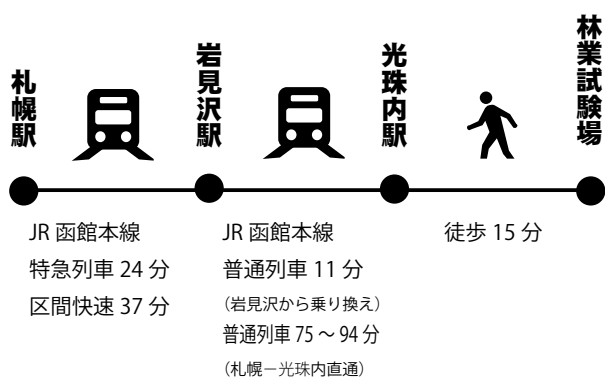 札幌駅
岩見沢駅
光珠内駅
林業試験場
JR 函館本線
特急列車 24 分
区間快速 37 分
JR 函館本線
普通列車 11 分
(岩見沢から乗り換え)
普通列車 75 〜 94 分
(札幌−光珠内直通)
徒歩 15 分